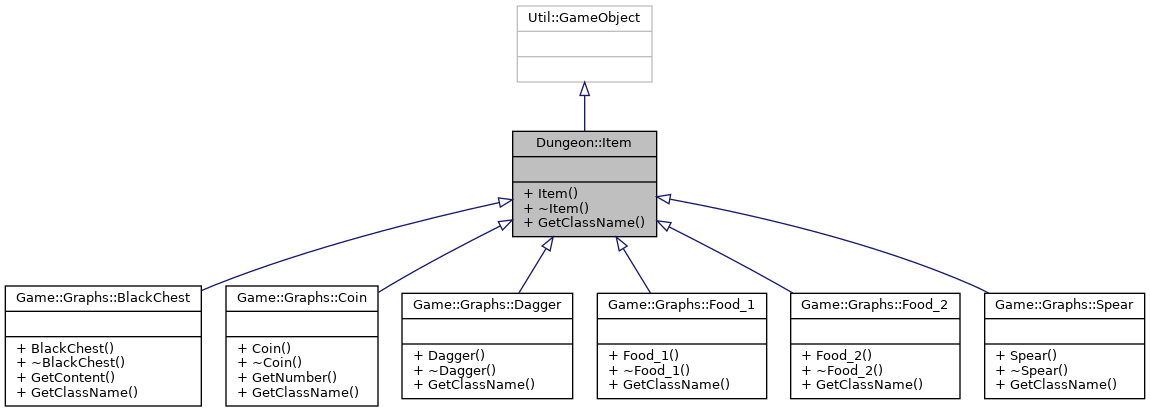 Util::GameObject
Dungeon::Item
+ Item()
+ ~Item()
+ GetClassName()
Game::Graphs::BlackChest
+ BlackChest()
+ ~BlackChest()
+ GetContent()
+ GetClassName()
Game::Graphs::Coin
+ Coin()
+ ~Coin()
+ GetNumber()
+ GetClassName()
Game::Graphs::Dagger
+ Dagger()
+ ~Dagger()
+ GetClassName()
Game::Graphs::Food_1
+ Food_1()
+ ~Food_1()
+ GetClassName()
Game::Graphs::Food_2
+ Food_2()
+ ~Food_2()
+ GetClassName()
Game::Graphs::Spear
+ Spear()
+ ~Spear()
+ GetClassName()